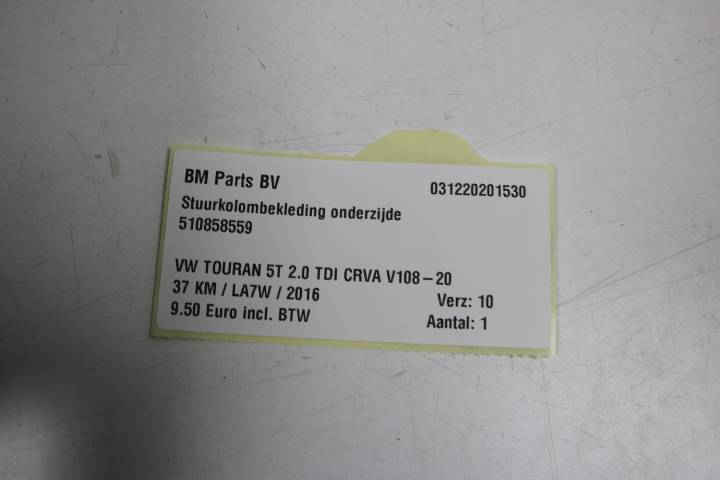 BM Parts BV 031220201530
Stuurkolombekleding onderzijde
510858559
VW TOURAN 5T 2.0 TDI CRVA V108-20
37 KM / LA7W / 2016 Verz: 10
9.50 Euro incl. BTW Aantal: 1